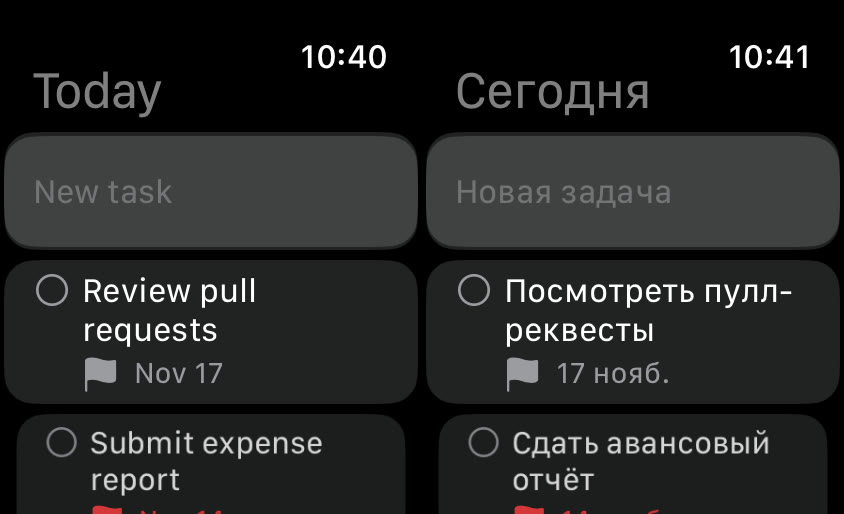 10:40
Today
New task
Review pull
requests
Nov 17
Submit expense
report
10:41
Сегодня
Новая задача
Посмотреть пулл-
реквесты
17 нояб.
Сдать авансовый
отчёт